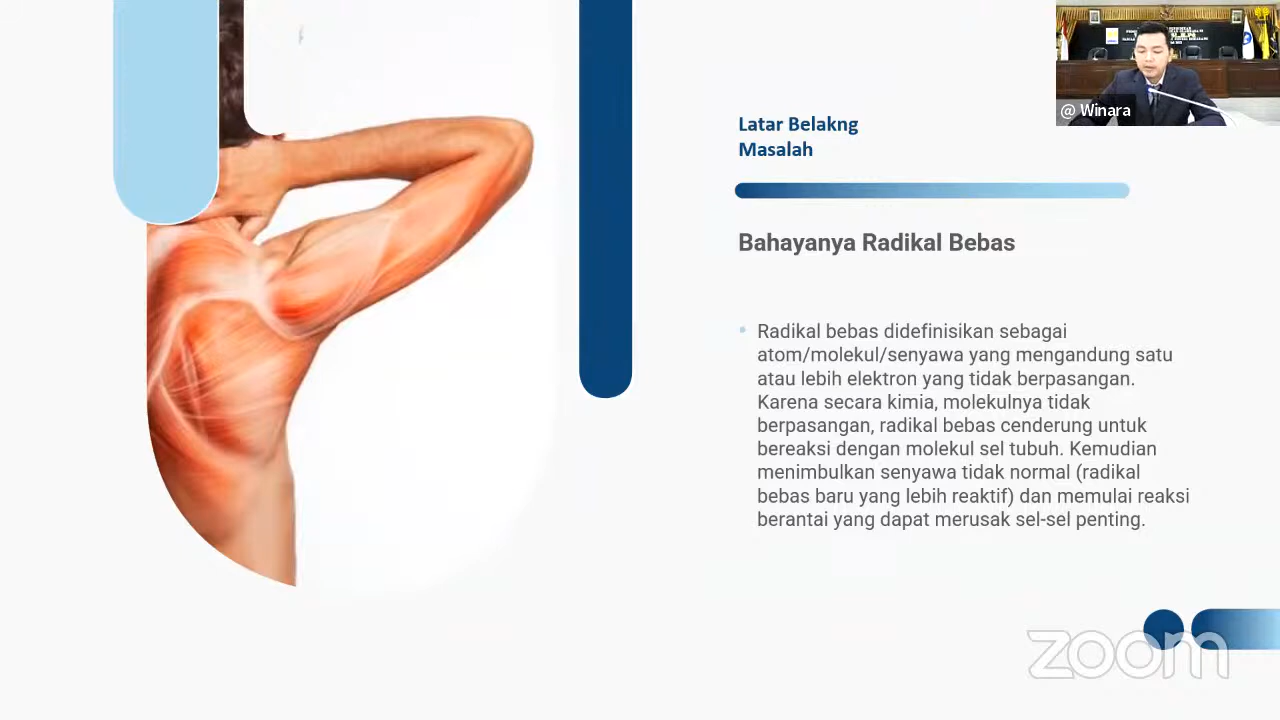 Latar Belakng
Masalah
Bahayanya Radikal Bebas
Radikal bebas didefinisikan sebagai
atom/molekul/senyawa yang mengandung satu
atau lebih elektron yang tidak berpasangan.
Karena secara kimia, molekulnya tidak
berpasangan, radikal bebas cenderung untuk
bereaksi dengan molekul sel tubuh. Kemudian
menimbulkan senyawa tidak normal (radikal
bebas baru yang lebih reaktif) dan memulai reaksi
berantai yang dapat merusak sel-sel penting.
@ Winara
zoom